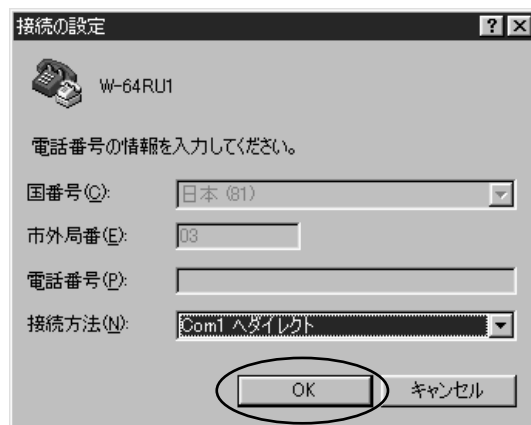 接続の設定
W-64RU1
電話番号の情報を入力してください。
国番号(C): 日本 (81)
市外局番(E): 03
電話番号(P):
接続方法(N): Com1 へダイレクト
OK キャンセル